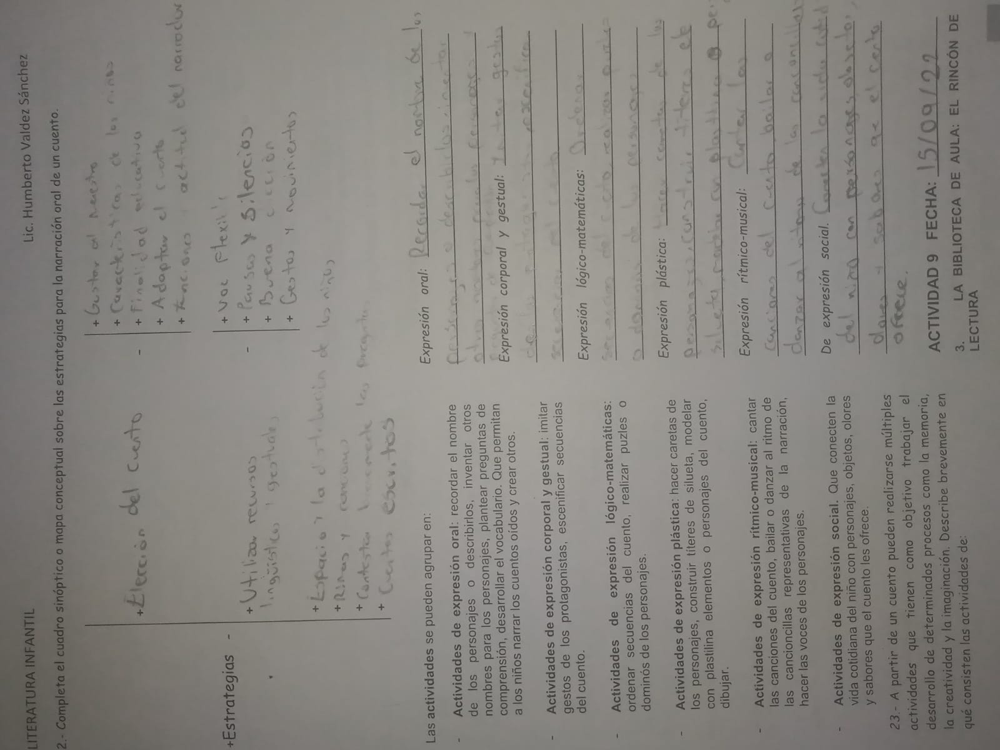 LITERATURA INFANTIL
Lic. Humberto Valdez Sánchez
2.- Completa el cuadro sinóptico o mapa conceptual sobre las estrategias para la narración oral de un cuento.
+Estrategias -
+Elección del cuento -
+ Gustar al maestro
+ Características de los niños
+ Finalidad educativa
+ Adaptar el cuento
+ Funciones y actitud del narrador
+ Utilizar recursos
lingüísticos y gestuales -
+ Voc flexible
+ Pausas y Silencios
+ Buena dicción
+ Gestos y movimientos
+ Espacio y la distribución de los niños
+ Rimas y canciones
+ Contestar brevemente las preguntas
+ Cuentos escritos
Las actividades se pueden agrupar en:
- Actividades de expresión oral: recordar el nombre
de los personajes o describirlos, inventar otros
nombres para los personajes, plantear preguntas de
comprensión, desarrollar el vocabulario. Que permitan
a los niños narrar los cuentos oídos y crear otros.
- Actividades de expresión corporal y gestual: imitar
gestos de los protagonistas, escenificar secuencias
del cuento.
- Actividades de expresión lógico-matemáticas:
ordenar secuencias del cuento, realizar puzles o
dominós de los personajes.
- Actividades de expresión plástica: hacer caretas de
los personajes, construir títeres de silueta, modelar
con plastilina elementos o personajes del cuento,
dibujar.
- Actividades de expresión rítmico-musical: cantar
las canciones del cuento, bailar o danzar al ritmo de
las cancioncillas representativas de la narración,
hacer las voces de los personajes.
- Actividades de expresión social. Que conecten la
vida cotidiana del niño con personajes, objetos, olores
y sabores que el cuento les ofrece.
23.- A partir de un cuento pueden realizarse múltiples
actividades que tienen como objetivo trabajar el
desarrollo de determinados procesos como la memoria,
la creatividad y la imaginación. Describe brevemente en
qué consisten las actividades de:
Expresión oral: Recordar el nombre de los
personajes o describirlos, inventar
otros nombres
Expresión corporal y gestual: Imitar gestos
de los protagonistas, escenificar
secuencias del cuento
Expresión lógico-matemáticas: Ordenar
secuencias del cuento, realizar puzles
o dominós de los personajes
Expresión plástica: Hacer caretas de los
personajes, construir títeres de
silueta, con plastilina o per
Expresión rítmico-musical: Cantar las
canciones del cuento, bailar o
danzar al ritmo de las cancioncillas
De expresión social. Conecten la vida cotid
del niño con personajes, objetos,
olores y sabores qe el cento
ofrece.
ACTIVIDAD 9 FECHA: 15/09/22
3. LA BIBLIOTECA DE AULA: EL RINCÓN DE
LECTURA